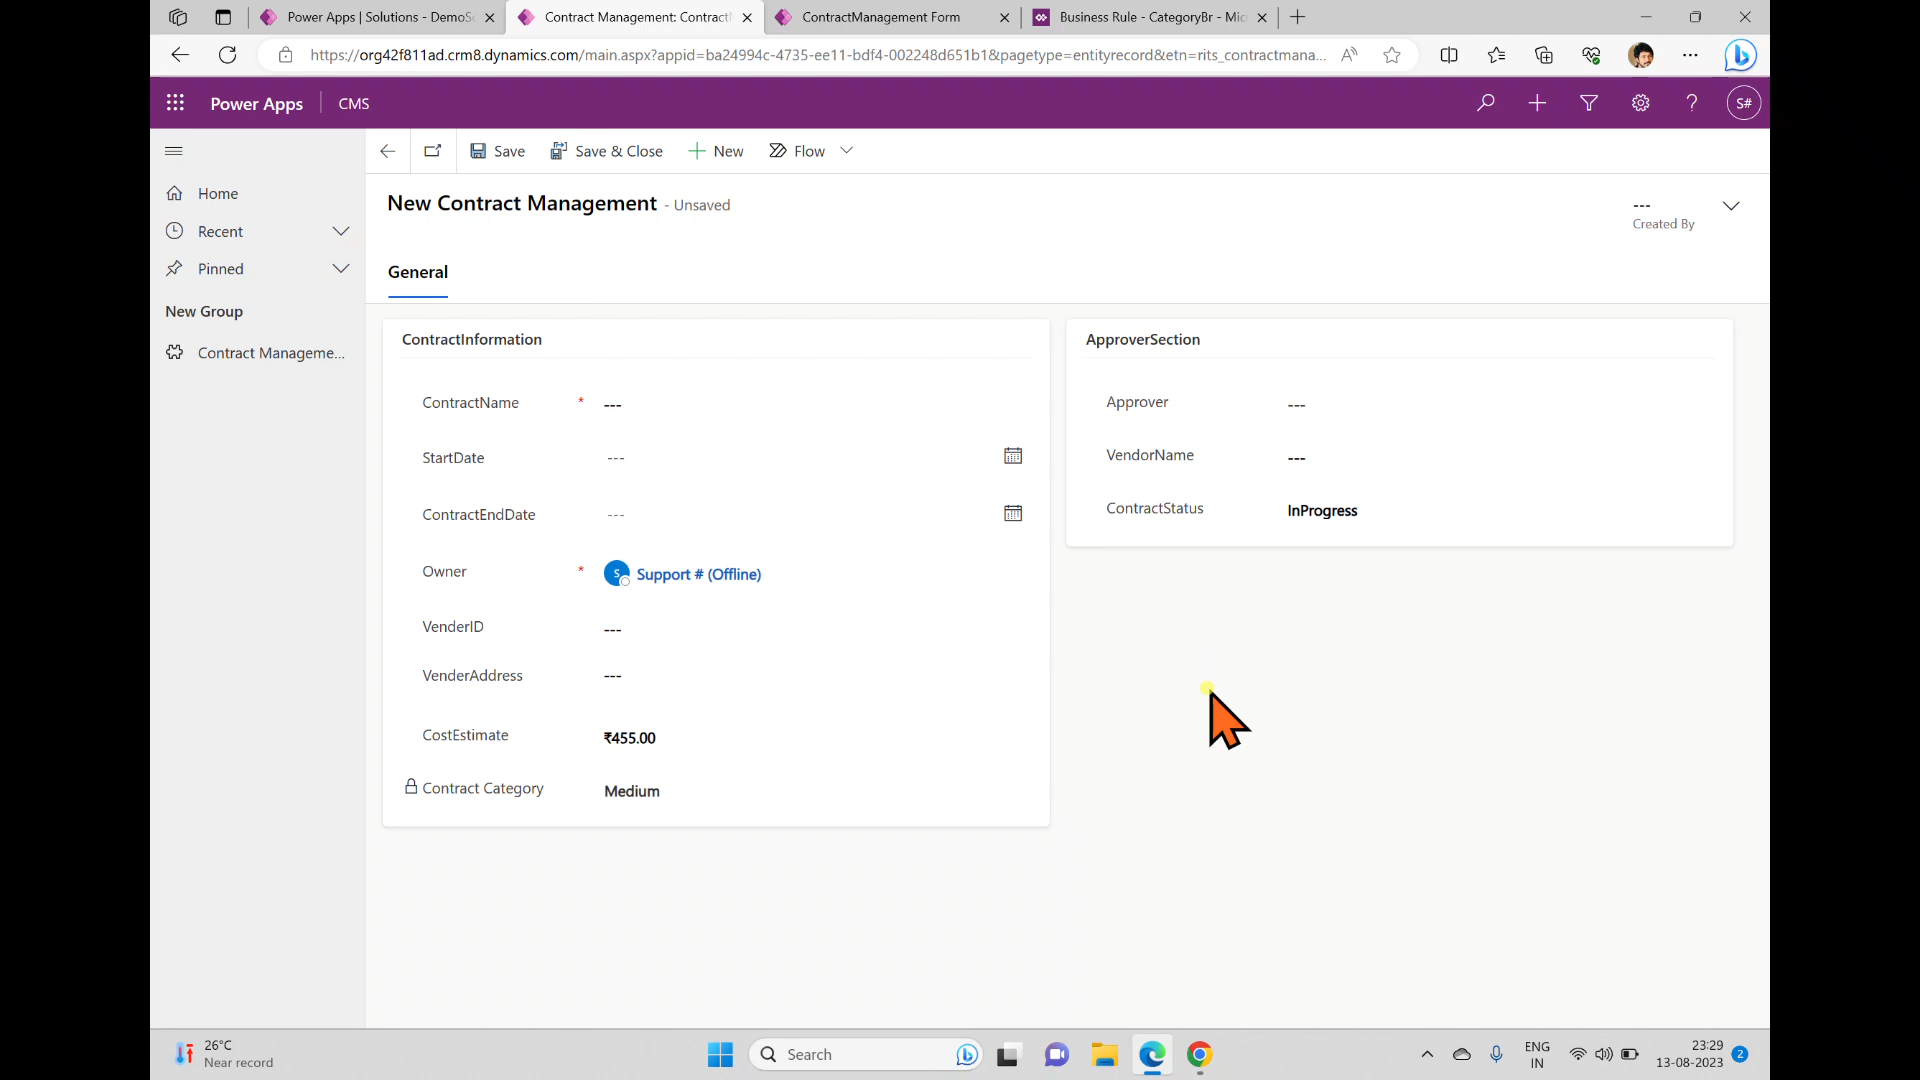 Power Apps | Solutions - DemoS
Contract Management: Contract
ContractManagement Form
Business Rule - CategoryBr - Mic
https://org42f811ad.crm8.dynamics.com/main.aspx?appid=ba24994c-4735-ee11-bdf4-002248d651b1&pagetype=entityrecord&etn=rits_contractmana...
Power Apps
CMS
S#
Save
Save & Close
New
Flow
Home
Recent
Pinned
New Group
Contract Manageme...
New Contract Management - Unsaved
---
Created By
General
ContractInformation
ContractName * ---
StartDate ---
ContractEndDate ---
Owner * S Support # (Offline)
VenderID ---
VenderAddress ---
CostEstimate ₹455.00
Contract Category Medium
ApproverSection
Approver ---
VendorName ---
ContractStatus InProgress
26°C
Near record
Search
ENG
IN
23:29
13-08-2023
2